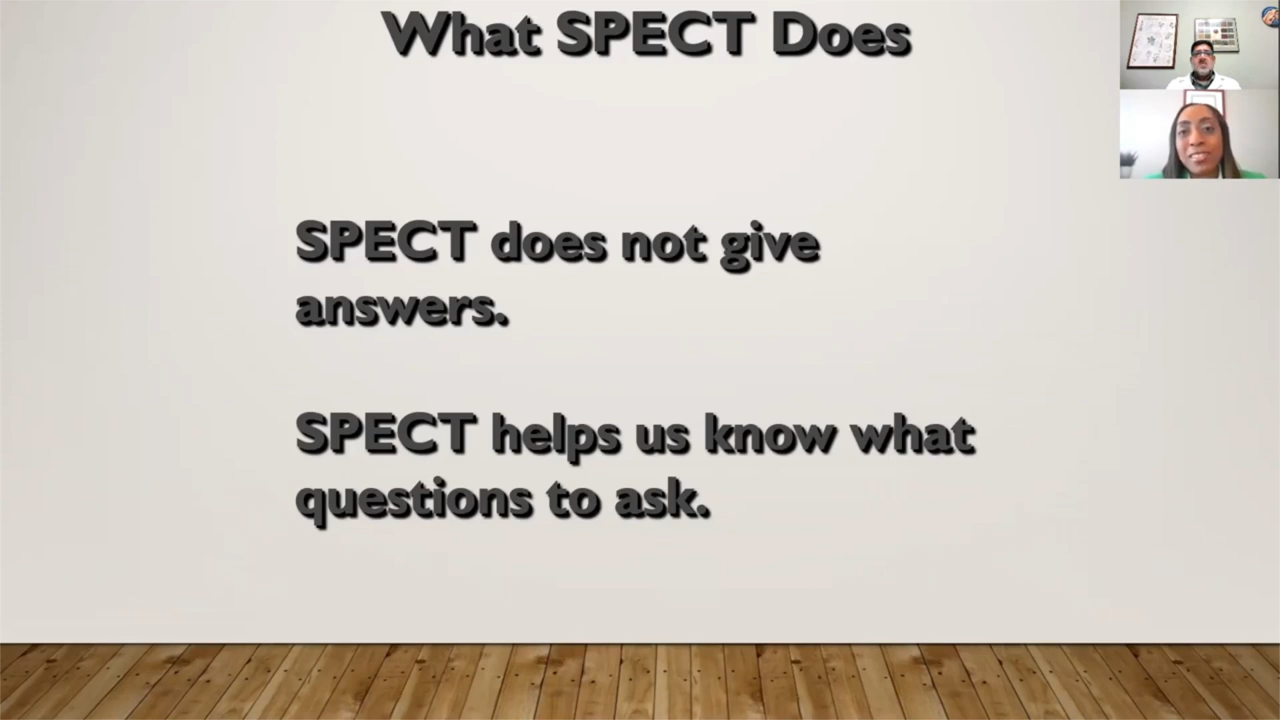 What SPECT Does
SPECT does not give
answers.
SPECT helps us know what
questions to ask.